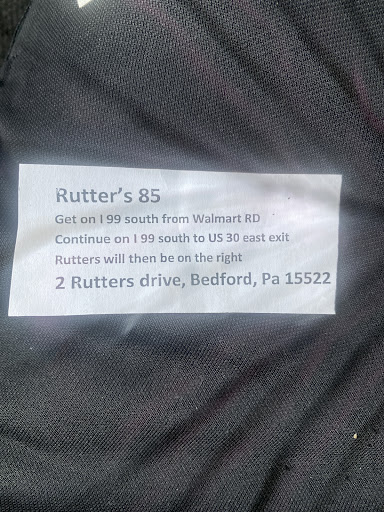 Rutter's 85
Get on I 99 south from Walmart RD
Continue on I 99 south to US 30 east exit
Rutters will then be on the right
2 Rutters drive, Bedford, Pa 15522